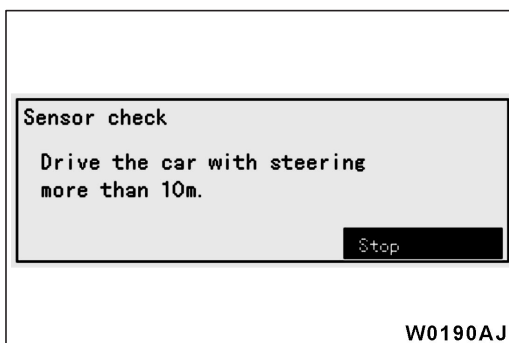 Sensor check
Drive the car with steering
more than 10m.
Stop
W0190AJ